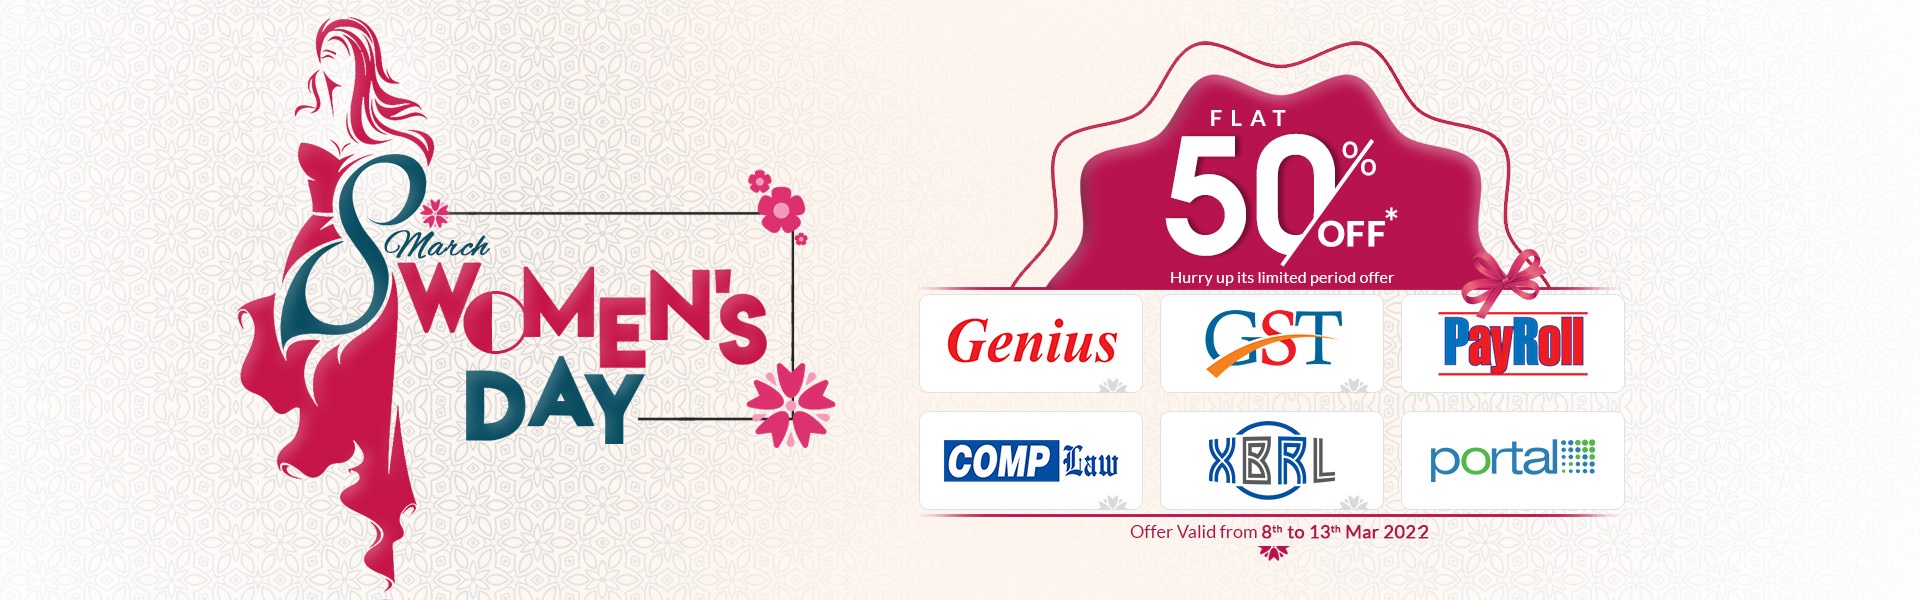 8 March
WOMEN'S
DAY
FLAT
50% OFF*
Hurry up its limited period offer
Genius
GST
PayRoll
COMP Law
XBRL
portal
Offer Valid from 8th to 13th Mar 2022